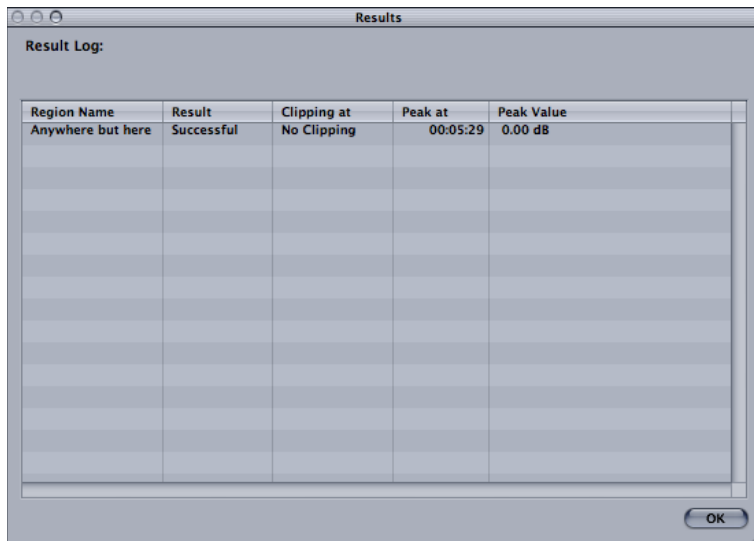 Results
Result Log:
Region Name Result Clipping at Peak at Peak Value
Anywhere but here Successful No Clipping 00:05:29 0.00 dB
OK